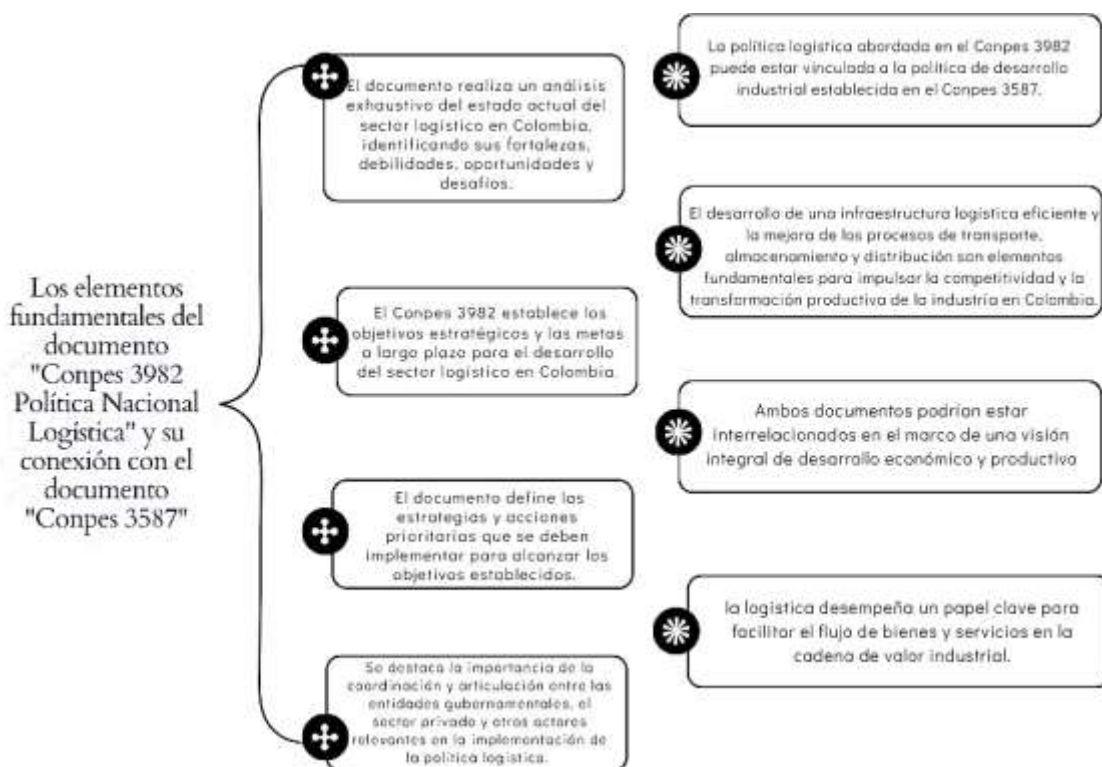 Los elementos
fundamentales del
documento
"Conpes 3982
Política Nacional
Logística" y su
conexión con el
documento
"Conpes 3587"
El documento realiza un análisis
exhaustivo del estado actual del
sector logístico en Colombia,
identificando sus fortalezas,
debilidades, oportunidades y
desafíos.
El Conpes 3982 establece los
objetivos estratégicos y las metas
a largo plazo para el desarrollo
del sector logístico en Colombia.
El documento define las
estrategias y acciones
prioritarias que se deben
implementar para alcanzar los
objetivos establecidos.
Se destaca la importancia de la
coordinación y articulación entre las
entidades gubernamentales, el
sector privado y otros actores
relevantes en la implementación de
la política logística.
La política logística abordada en el Conpes 3982
puede estar vinculada a la política de desarrollo
industrial establecida en el Conpes 3587.
El desarrollo de una infraestructura logística eficiente y
la mejora de los procesos de transporte,
almacenamiento y distribución son elementos
fundamentales para impulsar la competitividad y la
transformación productiva de la industria en Colombia.
Ambos documentos podrían estar
interrelacionados en el marco de una visión
integral de desarrollo económico y productivo
la logística desempeña un papel clave para
facilitar el flujo de bienes y servicios en la
cadena de valor industrial.